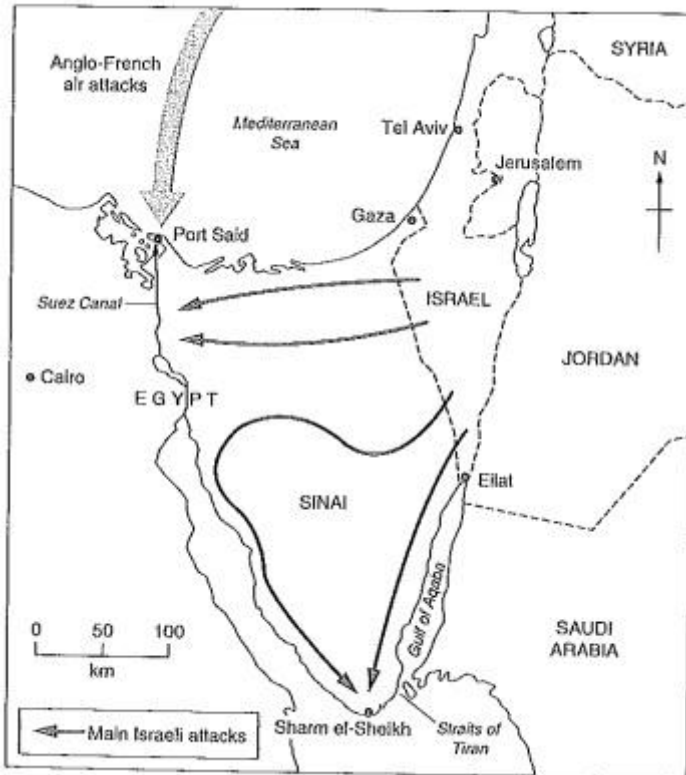 Anglo-French
air attacks
SYRIA
Mediterranean
Sea
Tel Aviv
Jerusalem
N
Gaza
Port Said
Suez Canal
ISRAEL
JORDAN
Cairo
EGYPT
SINAI
Eilat
Gulf of Aqaba
0 50 100
km
SAUDI
ARABIA
Main Israeli attacks
Sharm el-Sheikh
Straits of
Tiran